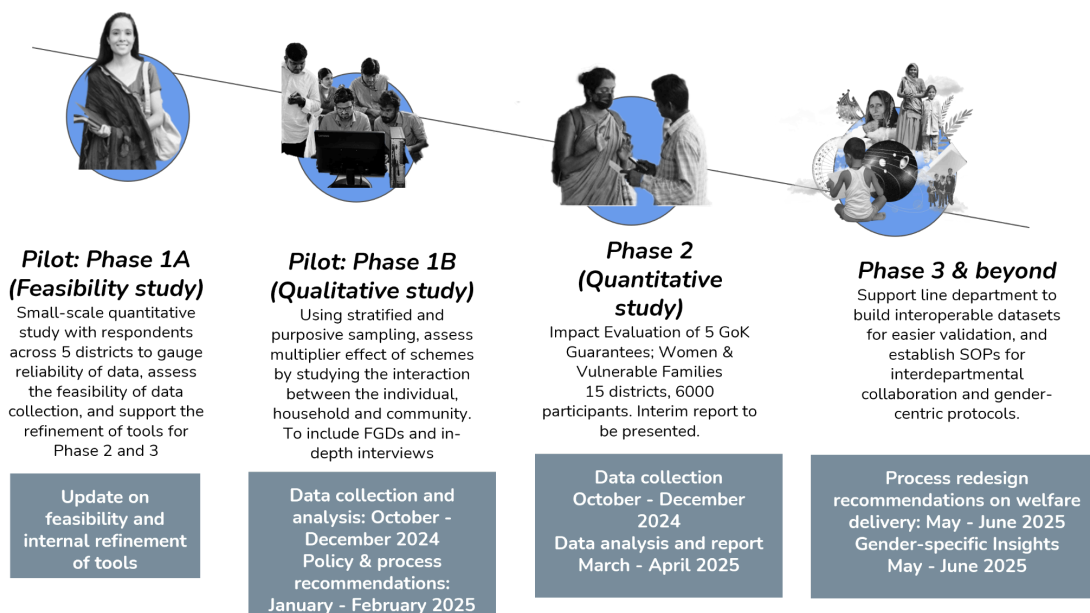 Pilot: Phase 1A
(Feasibility study)
Small-scale quantitative
study with respondents
across 5 districts to gauge
reliability of data, assess
the feasibility of data
collection, and support the
refinement of tools for
Phase 2 and 3
Update on
feasibility and
internal refinement
of tools
Pilot: Phase 1B
(Qualitative study)
Using stratified and
purposive sampling, assess
multiplier effect of schemes
by studying the interaction
between the individual,
household and community.
To include FGDs and in-
depth interviews
Data collection and
analysis: October -
December 2024
Policy & process
recommendations:
January - February 2025
Phase 2
(Quantitative
study)
Impact Evaluation of 5 GoK
Guarantees; Women &
Vulnerable Families
15 districts, 6000
participants. Interim report to
be presented.
Data collection
October - December
2024
Data analysis and report
March - April 2025
Phase 3 & beyond
Support line department to
build interoperable datasets
for easier validation, and
establish SOPs for
interdepartmental
collaboration and gender-
centric protocols.
Process redesign
recommendations on welfare
delivery: May - June 2025
Gender-specific Insights
May - June 2025